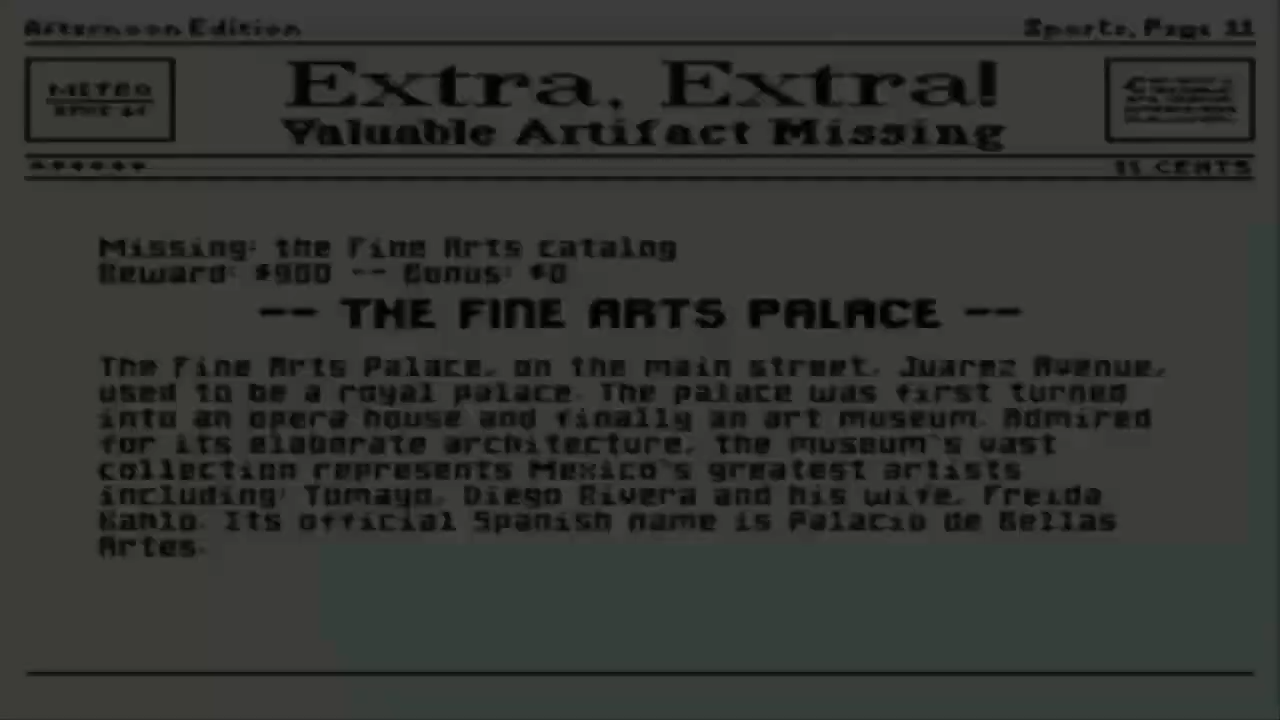 Afternoon Edition
Sports, Page 11
METRO
Extra, Extra!
Valuable Artifact Missing
35 CENTS
Missing: the Fine Arts catalog
Reward: $900 -- Bonus: $0
-- THE FINE ARTS PALACE --
The Fine Arts Palace, on the main street, Juarez Avenue,
used to be a royal palace. The palace was first turned
into an opera house and finally an art museum. Admired
for its elaborate architecture, the museum's vast
collection represents Mexico's greatest artists
including: Tomayo, Diego Rivera and his wife, Freida
Kahlo. Its official Spanish name is Palacio de Bellas
Artes.